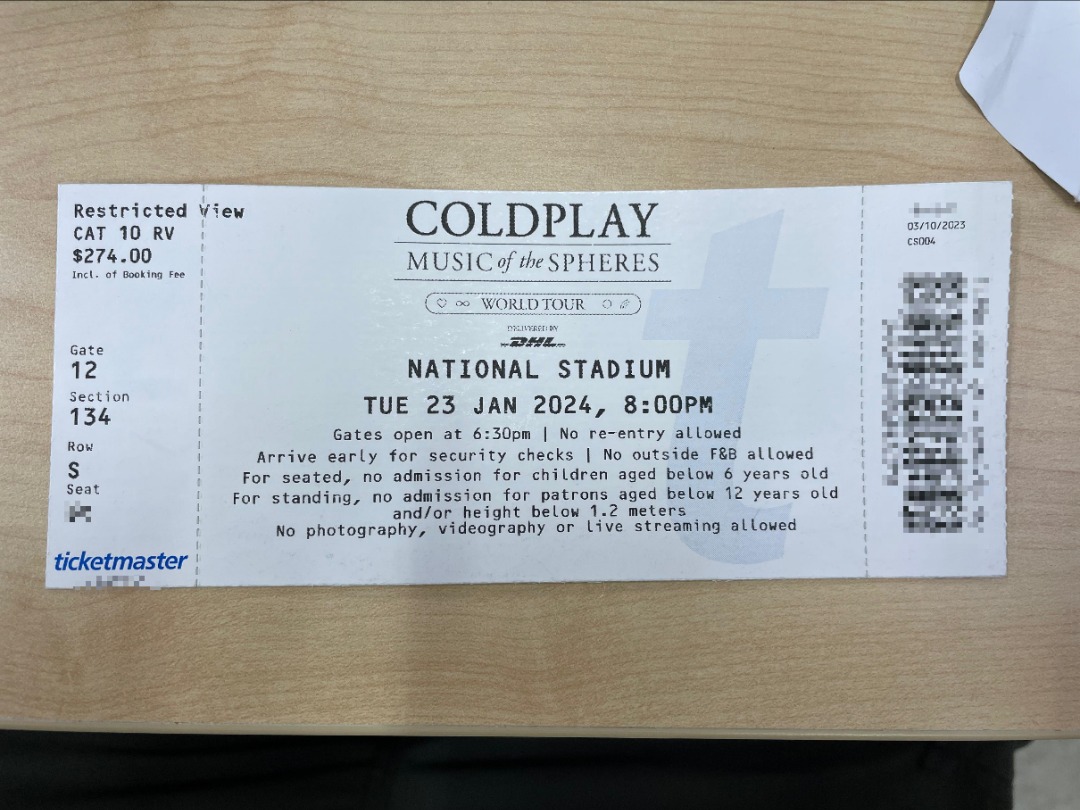 Restricted View
CAT 10 RV
$274.00
Incl. of Booking Fee
Gate
12
Section
134
Row
S
Seat
ticketmaster
COLDPLAY
MUSIC of the SPHERES
WORLD TOUR
DELIVERED BY
DHL
NATIONAL STADIUM
TUE 23 JAN 2024, 8:00PM
Gates open at 6:30pm | No re-entry allowed
Arrive early for security checks | No outside F&B allowed
For seated, no admission for children aged below 6 years old
For standing, no admission for patrons aged below 12 years old
and/or height below 1.2 meters
No photography, videography or live streaming allowed
03/10/2023
CS004